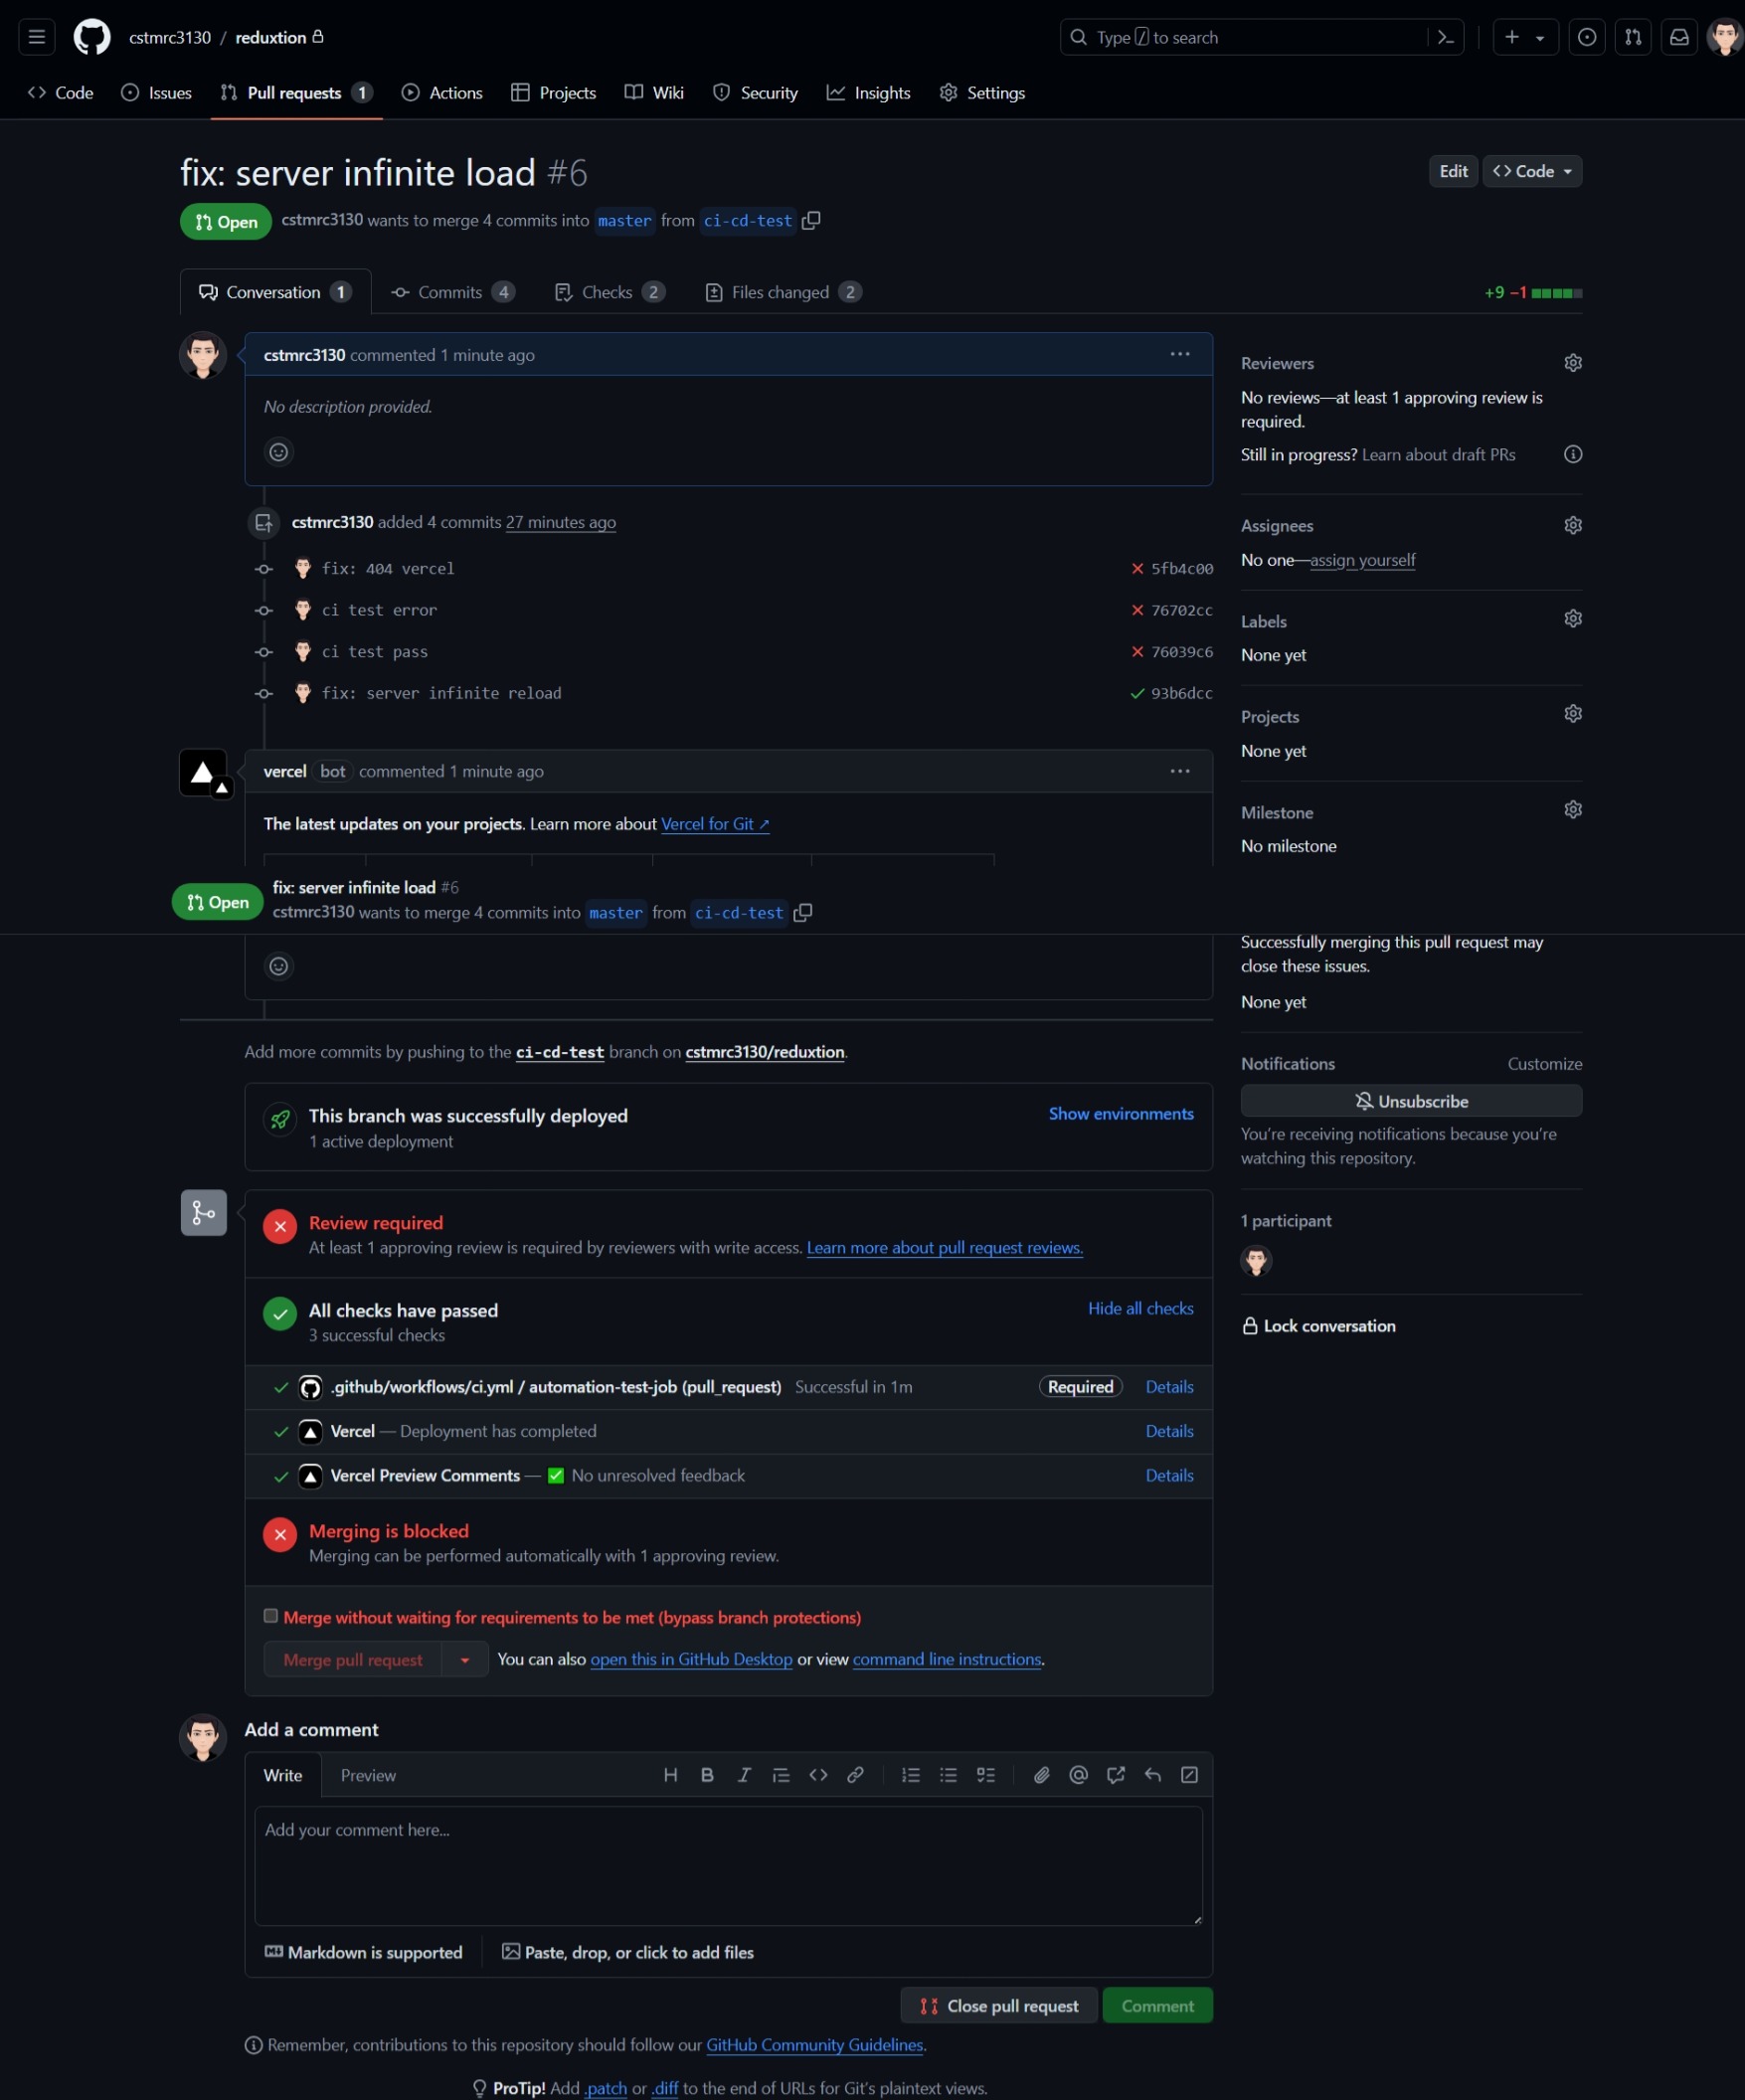 cstmrc3130 / reduxtion
Type / to search
Code
Issues
Pull requests 1
Actions
Projects
Wiki
Security
Insights
Settings
fix: server infinite load #6
Edit
Code
Open
cstmrc3130 wants to merge 4 commits into master from ci-cd-test
Conversation 1
Commits 4
Checks 2
Files changed 2
+9 −1
cstmrc3130 commented 1 minute ago
No description provided.
cstmrc3130 added 4 commits 27 minutes ago
fix: 404 vercel 5fb4c00
ci test error 76702cc
ci test pass 76039c6
fix: server infinite reload 93b6dcc
vercel bot commented 1 minute ago
The latest updates on your projects. Learn more about Vercel for Git ↗
Open
fix: server infinite load #6
cstmrc3130 wants to merge 4 commits into master from ci-cd-test
Add more commits by pushing to the ci-cd-test branch on cstmrc3130/reduxtion.
This branch was successfully deployed
1 active deployment
Show environments
Review required
At least 1 approving review is required by reviewers with write access. Learn more about pull request reviews.
All checks have passed
3 successful checks
Hide all checks
.github/workflows/ci.yml / automation-test-job (pull_request) Successful in 1m Required Details
Vercel — Deployment has completed Details
Vercel Preview Comments — ✅ No unresolved feedback Details
Merging is blocked
Merging can be performed automatically with 1 approving review.
Merge without waiting for requirements to be met (bypass branch protections)
Merge pull request
You can also open this in GitHub Desktop or view command line instructions.
Add a comment
Write
Preview
Add your comment here...
Markdown is supported
Paste, drop, or click to add files
Close pull request
Comment
Remember, contributions to this repository should follow our GitHub Community Guidelines.
ProTip! Add .patch or .diff to the end of URLs for Git's plaintext views.
Reviewers
No reviews—at least 1 approving review is
required.
Still in progress? Learn about draft PRs
Assignees
No one—assign yourself
Labels
None yet
Projects
None yet
Milestone
No milestone
Successfully merging this pull request may
close these issues.
None yet
Notifications
Customize
Unsubscribe
You're receiving notifications because you're
watching this repository.
1 participant
Lock conversation